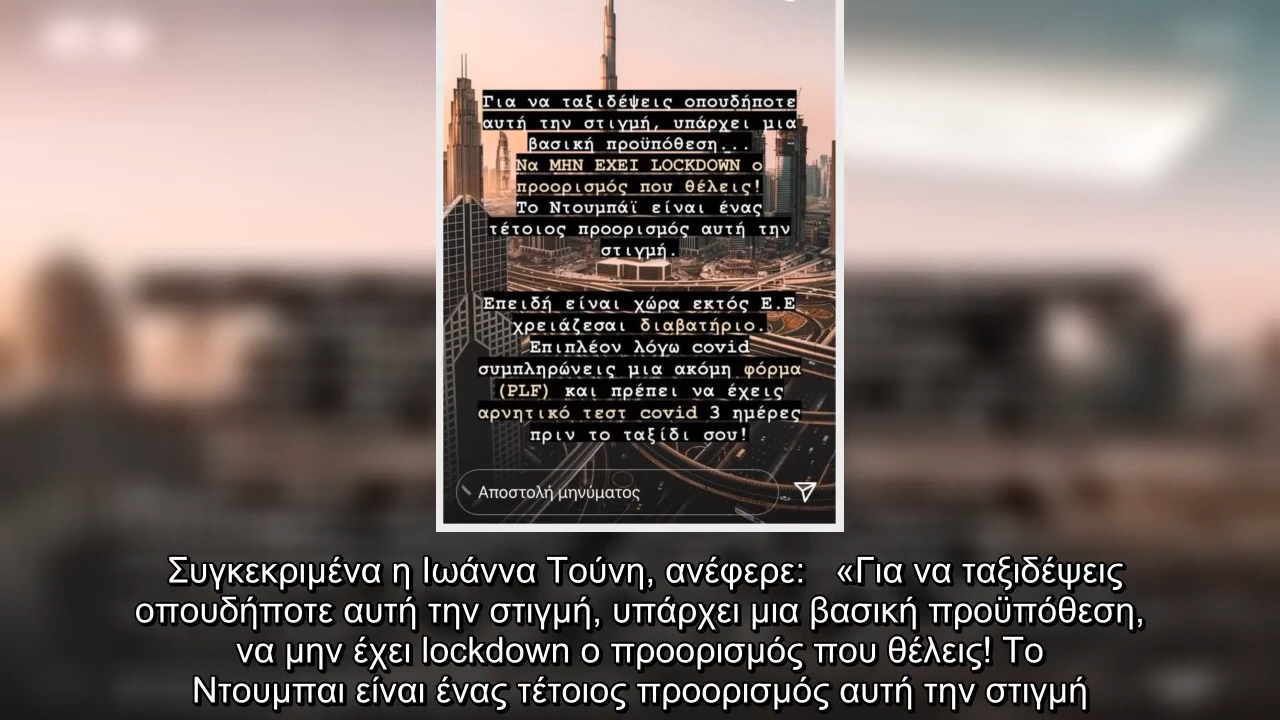 Για να ταξιδέψεις οπουδήποτε
αυτή την στιγμή, υπάρχει μια
βασική προϋπόθεση...
Να ΜΗΝ ΕΧΕΙ LOCKDOWN ο
προορισμός που θέλεις!
Το Ντουμπάϊ είναι ένας
τέτοιος προορισμός αυτή την
στιγμή.
Επειδή είναι χώρα εκτός Ε.Ε
χρειάζεσαι διαβατήριο.
Επιπλέον λόγω covid
συμπληρώνεις μια ακόμη φόρμα
(PLF) και πρέπει να έχεις
αρνητικό τεστ covid 3 ημέρες
πριν το ταξίδι σου!
Αποστολή μηνύματος
Συγκεκριμένα η Ιωάννα Τούνη, ανέφερε: «Για να ταξιδέψεις
οπουδήποτε αυτή την στιγμή, υπάρχει μια βασική προϋπόθεση,
να μην έχει lockdown ο προορισμός που θέλεις! Το
Ντουμπαι είναι ένας τέτοιος προορισμός αυτή την στιγμή